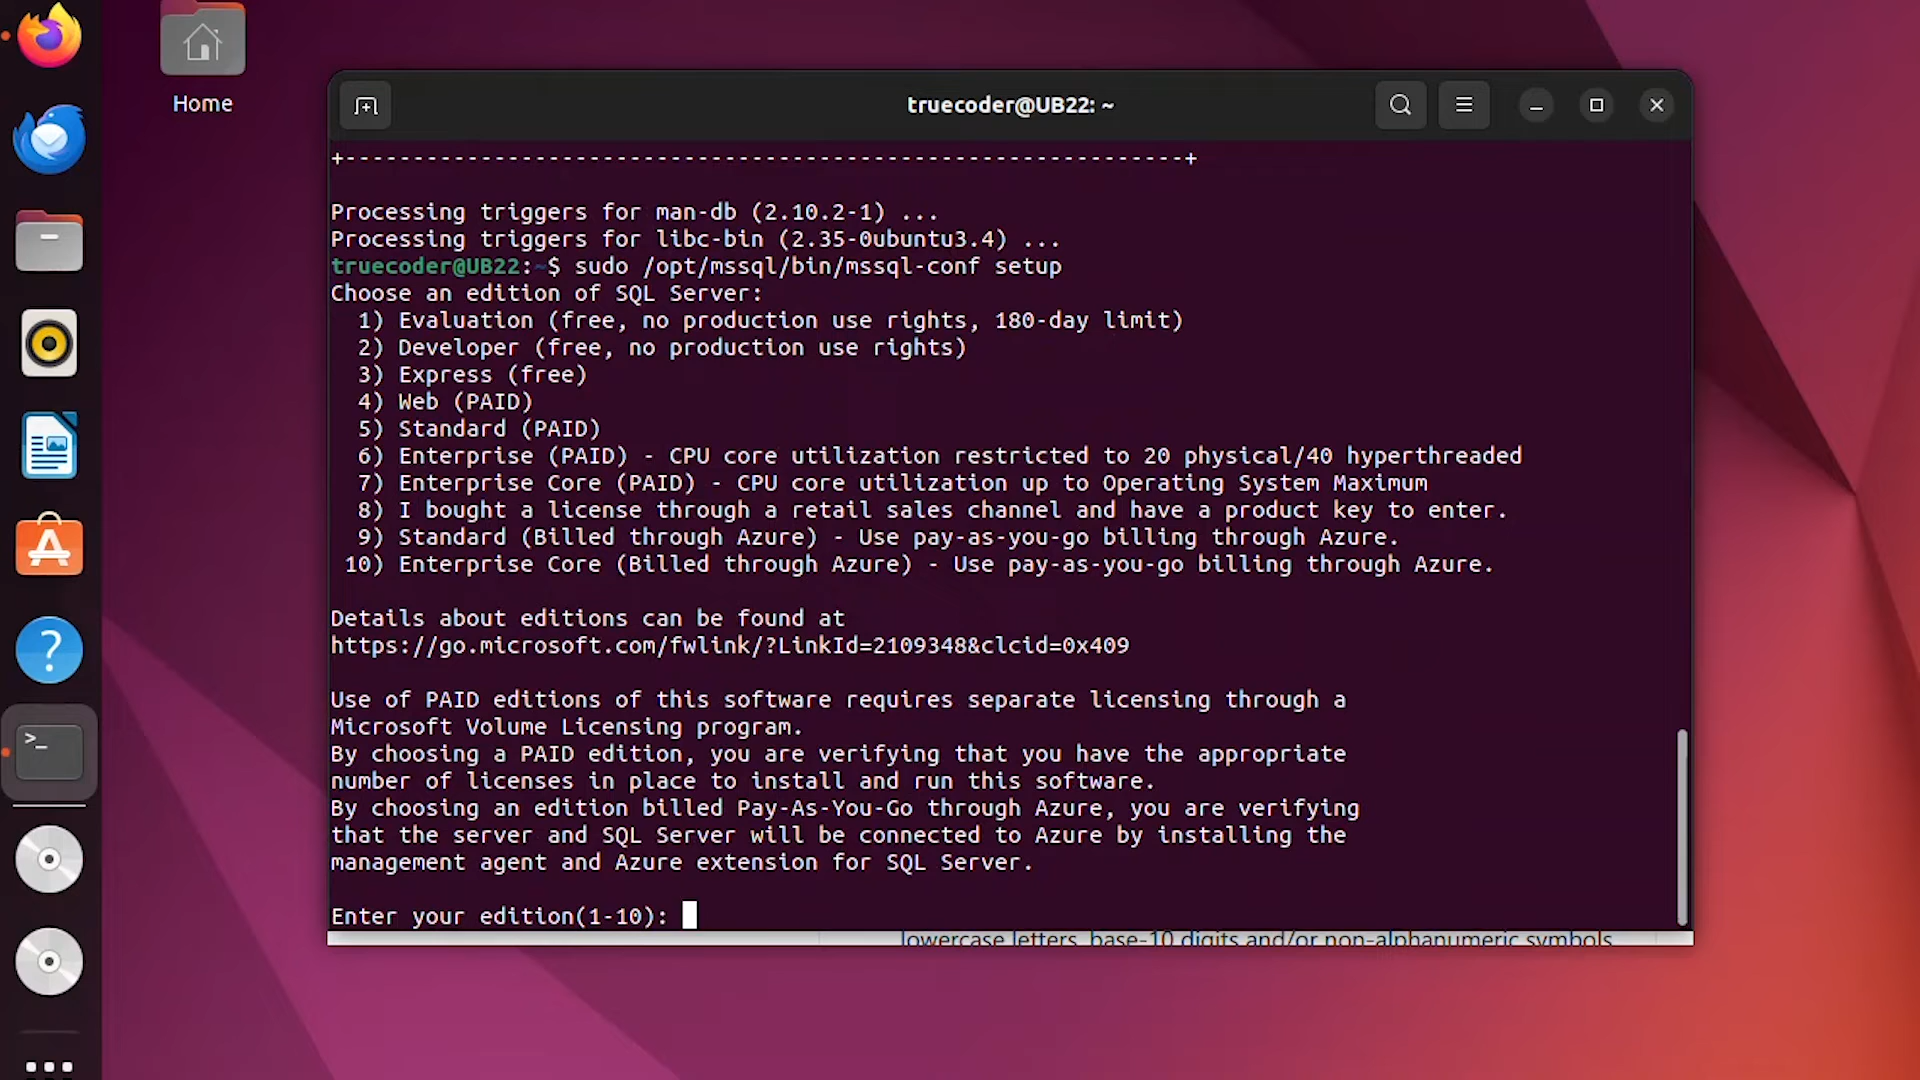 Home
truecoder@UB22: ~
+--------------------------------------------------------------+
Processing triggers for man-db (2.10.2-1) ...
Processing triggers for libc-bin (2.35-0ubuntu3.4) ...
truecoder@UB22:~$ sudo /opt/mssql/bin/mssql-conf setup
Choose an edition of SQL Server:
  1) Evaluation (free, no production use rights, 180-day limit)
  2) Developer (free, no production use rights)
  3) Express (free)
  4) Web (PAID)
  5) Standard (PAID)
  6) Enterprise (PAID) - CPU core utilization restricted to 20 physical/40 hyperthreaded
  7) Enterprise Core (PAID) - CPU core utilization up to Operating System Maximum
  8) I bought a license through a retail sales channel and have a product key to enter.
  9) Standard (Billed through Azure) - Use pay-as-you-go billing through Azure.
 10) Enterprise Core (Billed through Azure) - Use pay-as-you-go billing through Azure.
Details about editions can be found at
https://go.microsoft.com/fwlink/?LinkId=2109348&clcid=0x409
Use of PAID editions of this software requires separate licensing through a
Microsoft Volume Licensing program.
By choosing a PAID edition, you are verifying that you have the appropriate
number of licenses in place to install and run this software.
By choosing an edition billed Pay-As-You-Go through Azure, you are verifying
that the server and SQL Server will be connected to Azure by installing the
management agent and Azure extension for SQL Server.
Enter your edition(1-10):
lowercase letters, base-10 digits and/or non-alphanumeric symbols